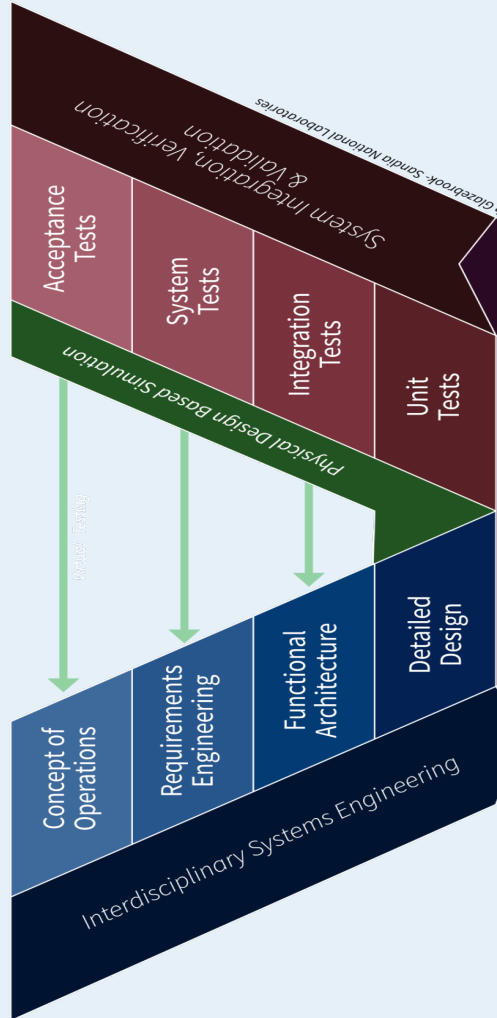 Interdisciplinary Systems Engineering
Concept of
Operations
Requirements
Engineering
Functional
Architecture
Detailed
Design
Testing
Physical Design Based Simulation
Acceptance
Tests
System
Tests
Integration
Tests
Unit
Tests
System Integration, Verification
& Validation
Glazebrook- Sandia National Laboratories